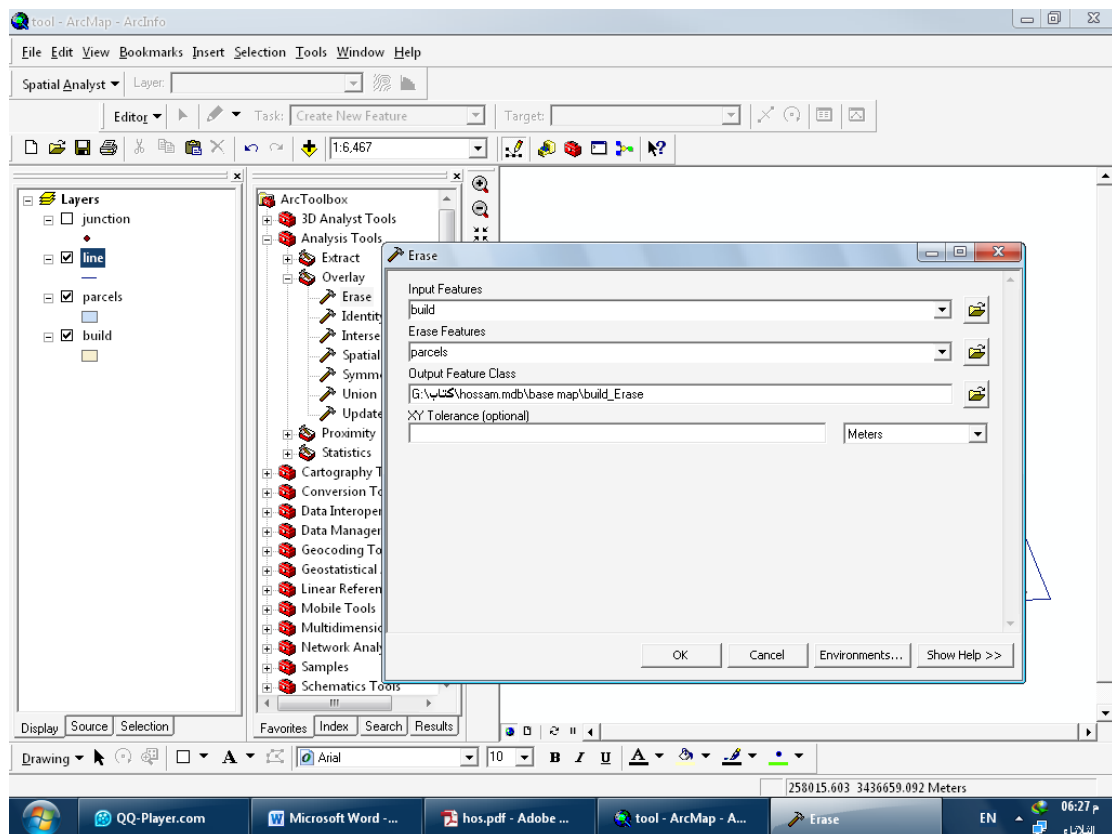 tool - ArcMap - ArcInfo
File Edit View Bookmarks Insert Selection Tools Window Help
Spatial Analyst Layer:
Editor Task: Create New Feature Target:
1:6,467
Layers
junction
line
parcels
build
ArcToolbox
3D Analyst Tools
Analysis Tools
Extract
Overlay
Erase
Identity
Interse
Spatial
Symme
Union
Update
Proximity
Statistics
Cartography T
Conversion To
Data Interoper
Data Manager
Geocoding To
Geostatistical
Linear Referen
Mobile Tools
Multidimensio
Network Analy
Samples
Schematics Tools
Erase
Input Features
build
Erase Features
parcels
Output Feature Class
G:\كتاب\hossam.mdb\base map\build_Erase
XY Tolerance (optional)
Meters
OK Cancel Environments... Show Help >>
Display Source Selection
Favorites Index Search Results
Drawing A Arial 10 B I U A
258015.603 3436659.092 Meters
QQ-Player.com Microsoft Word -... hos.pdf - Adobe ... tool - ArcMap - A... Erase EN 06:27 م
الثلاثاء